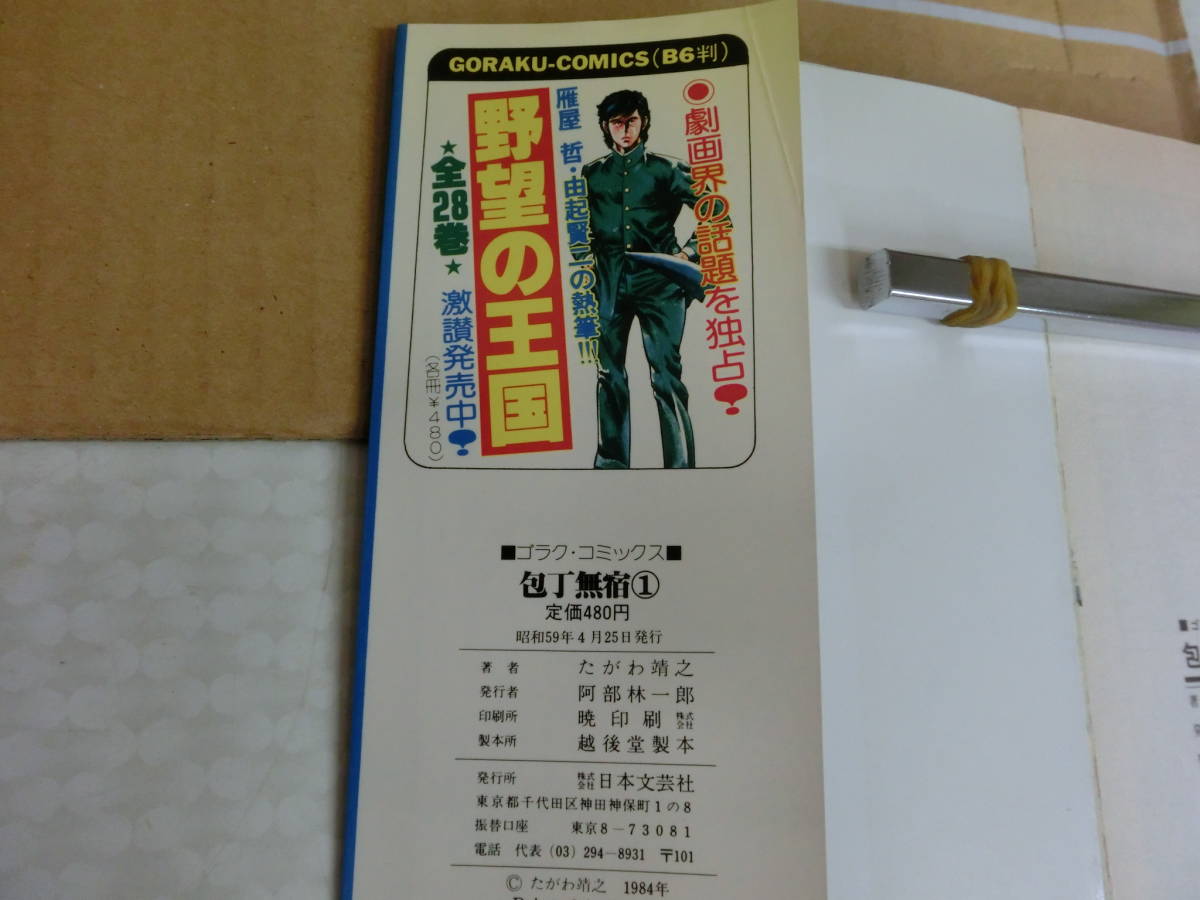 GORAKU-COMICS(B6判)
●劇画界の話題を独占
雁屋 哲・由起賢二の熱筆!!!
野望の王国
★全28巻★
激讃発売中
(各冊¥480)
■ゴラク・コミックス■
包丁無宿①
定価480円
昭和59年4月25日発行
著者 たがわ靖之
発行者 阿部林一郎
印刷所 暁印刷株式会社
製本所 越後堂製本
発行所 株式会社日本文芸社
東京都千代田区神田神保町1の8
振替口座 東京8-73081
電話 代表(03)294-8931 〒101
© たがわ靖之 1984年